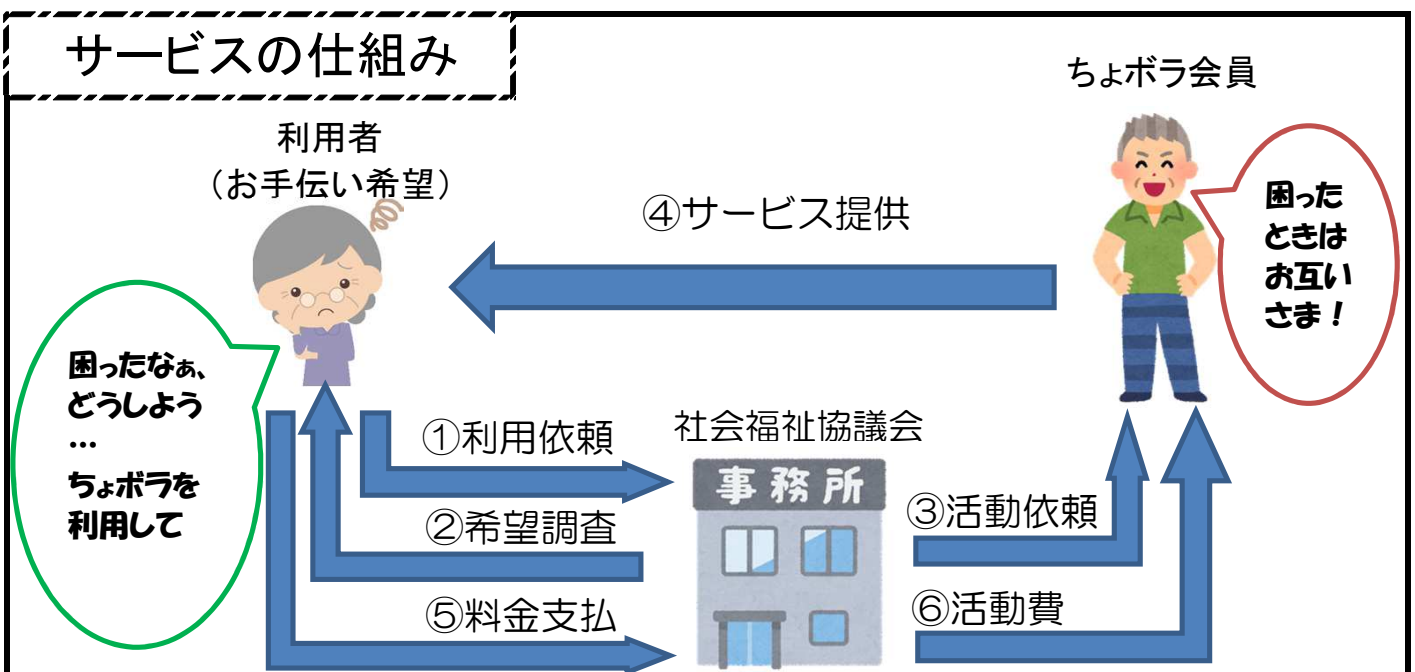 サービスの仕組み
ちょボラ会員
利用者
（お手伝い希望）
④サービス提供
困った
ときは
お互い
さま！
困ったなぁ、
どうしよう
…
ちょボラを
利用して
①利用依頼
社会福祉協議会
事務所
②希望調査
③活動依頼
⑤料金支払
⑥活動費